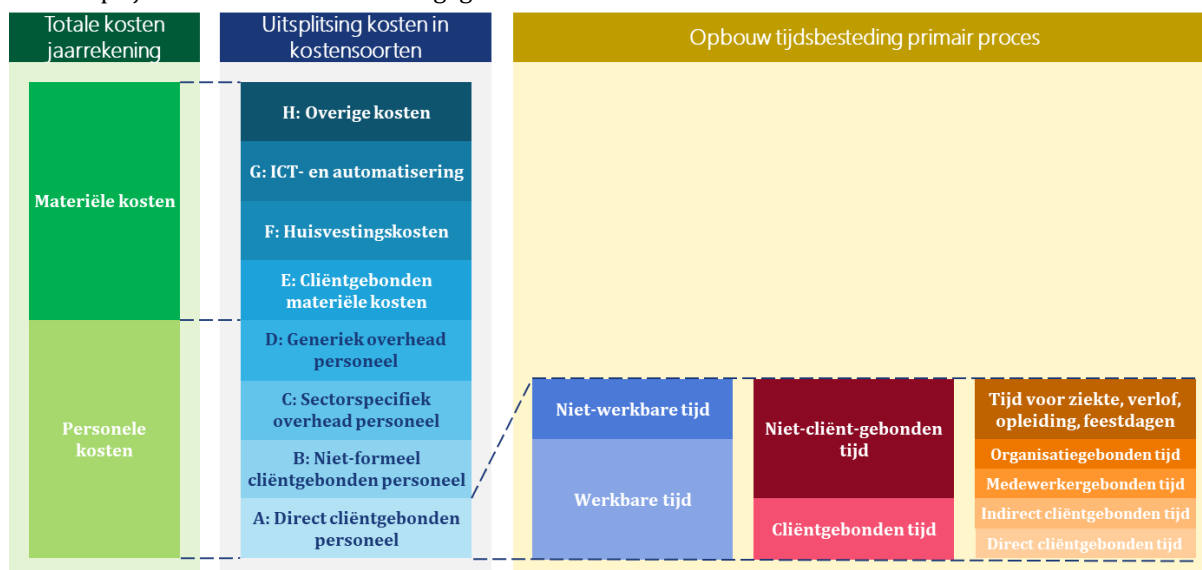 Totale kosten
jaarrekening
Materiële kosten
Personele
kosten
Uitsplitsing kosten in
kostensoorten
H: Overige kosten
G: ICT- en automatisering
F: Huisvestingskosten
E: Cliëntgebonden
materiële kosten
D: Generiek overhead
personeel
C: Sectorspecifiek
overhead personeel
B: Niet-formeel
cliëntgebonden personeel
A: Direct cliëntgebonden
personeel
Opbouw tijdsbesteding primair proces
Niet-werkbare tijd
Werkbare tijd
Niet-cliënt-gebonden
tijd
Cliëntgebonden tijd
Tijd voor ziekte, verlof,
opleiding, feestdagen
Organisatiegebonden tijd
Medewerkergebonden tijd
Indirect cliëntgebonden tijd
Direct cliëntgebonden tijd